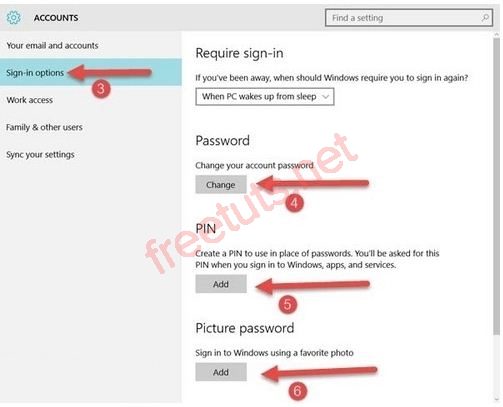 ACCOUNTS
Find a setting
Your email and accounts
Sign-in options
3
Work access
Family & other users
Sync your settings
Require sign-in
If you've been away, when should Windows require you to sign in again?
When PC wakes up from sleep
Password
Change your account password
Change
4
PIN
Create a PIN to use in place of passwords. You'll be asked for this
PIN when you sign in to Windows, apps, and services.
Add
5
Picture password
Sign in to Windows using a favorite photo
Add
6
freetuts.net